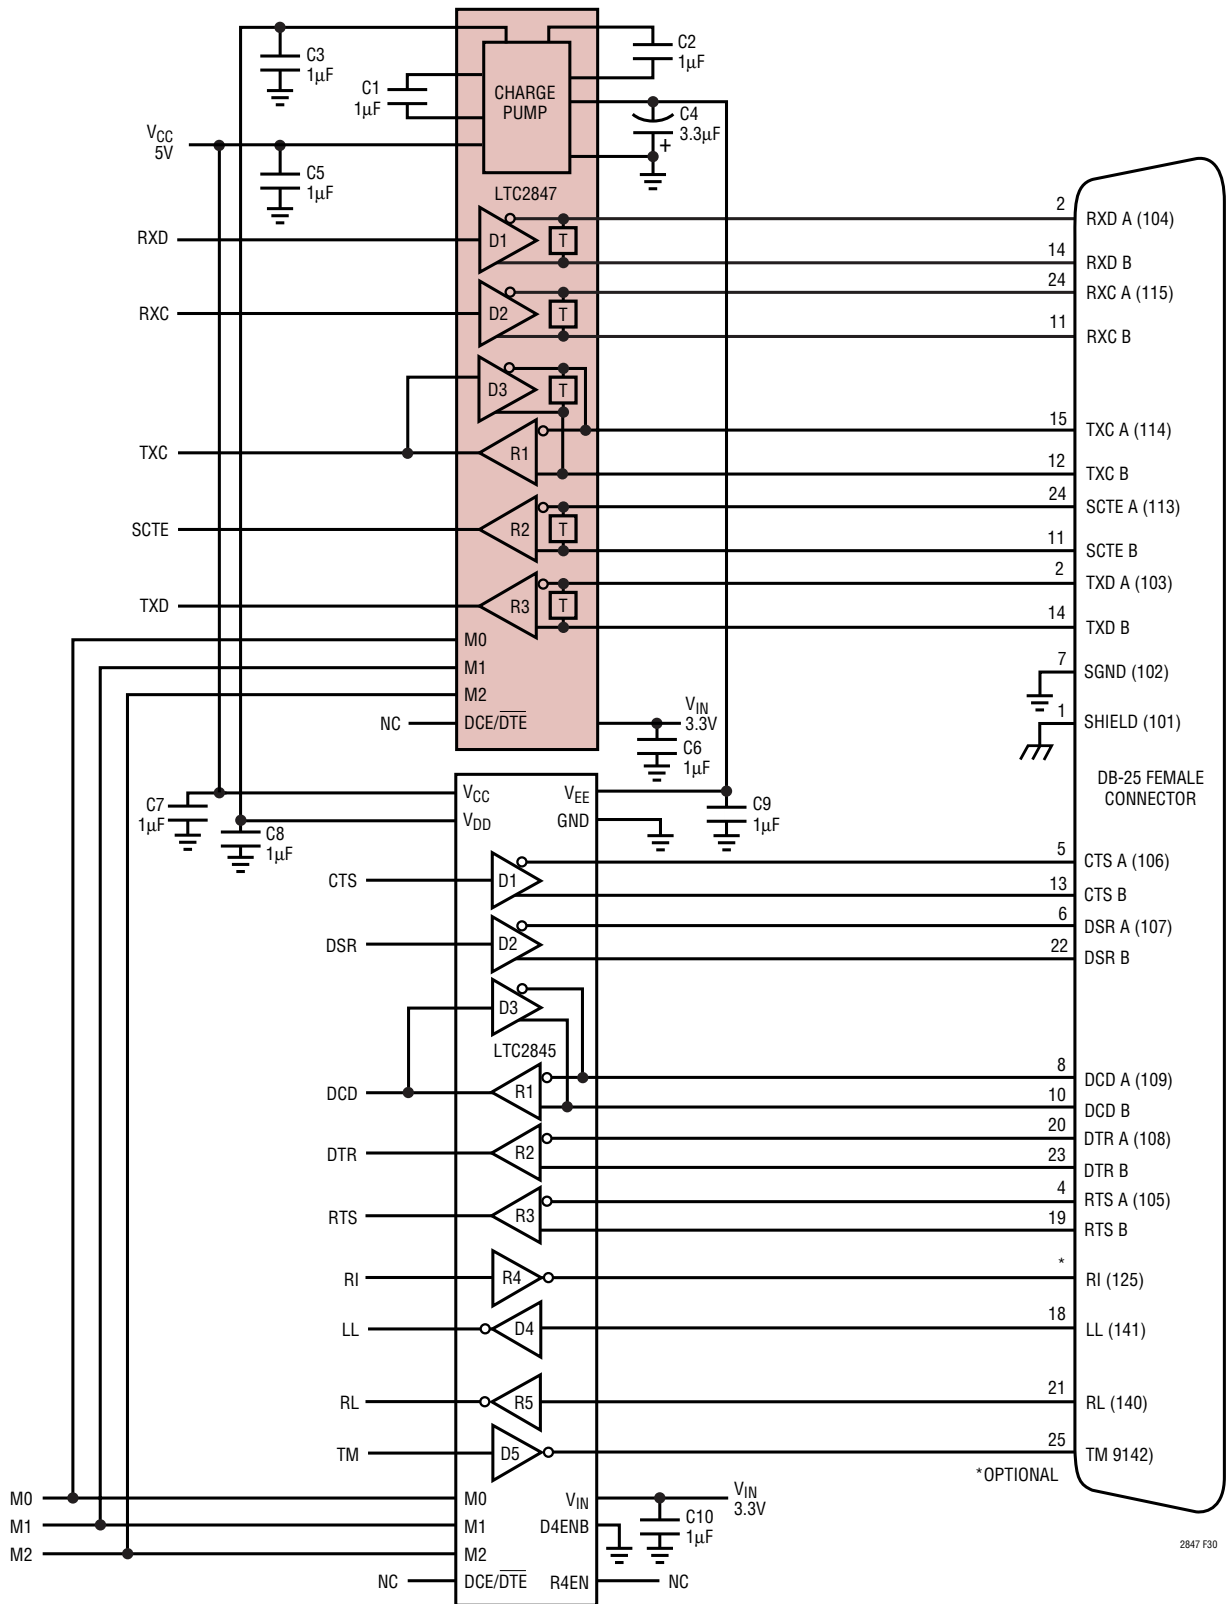 C3
1µF
C2
1µF
C1
1µF
CHARGE
PUMP
C4
3.3µF
+
VCC
5V
C5
1µF
LTC2847
RXD
D1
T
2
RXD A (104)
14
RXD B
RXC
D2
T
24
RXC A (115)
11
RXC B
D3
T
TXC
R1
15
TXC A (114)
12
TXC B
SCTE
R2
T
24
SCTE A (113)
11
SCTE B
TXD
R3
T
2
TXD A (103)
14
TXD B
M0
M1
M2
NC
DCE/DTE
VIN
3.3V
C6
1µF
7
SGND (102)
1
SHIELD (101)
DB-25 FEMALE
CONNECTOR
C7
1µF
C8
1µF
VCC
VDD
VEE
GND
C9
1µF
CTS
D1
5
CTS A (106)
13
CTS B
DSR
D2
6
DSR A (107)
22
DSR B
D3
LTC2845
DCD
R1
8
DCD A (109)
10
DCD B
DTR
R2
20
DTR A (108)
23
DTR B
RTS
R3
4
RTS A (105)
19
RTS B
RI
R4
*
RI (125)
LL
D4
18
LL (141)
RL
R5
21
RL (140)
TM
D5
25
TM 9142)
*OPTIONAL
M0
M0
VIN
VIN
3.3V
M1
M1
D4ENB
C10
1µF
M2
M2
NC
DCE/DTE
R4EN
NC
2847 F30